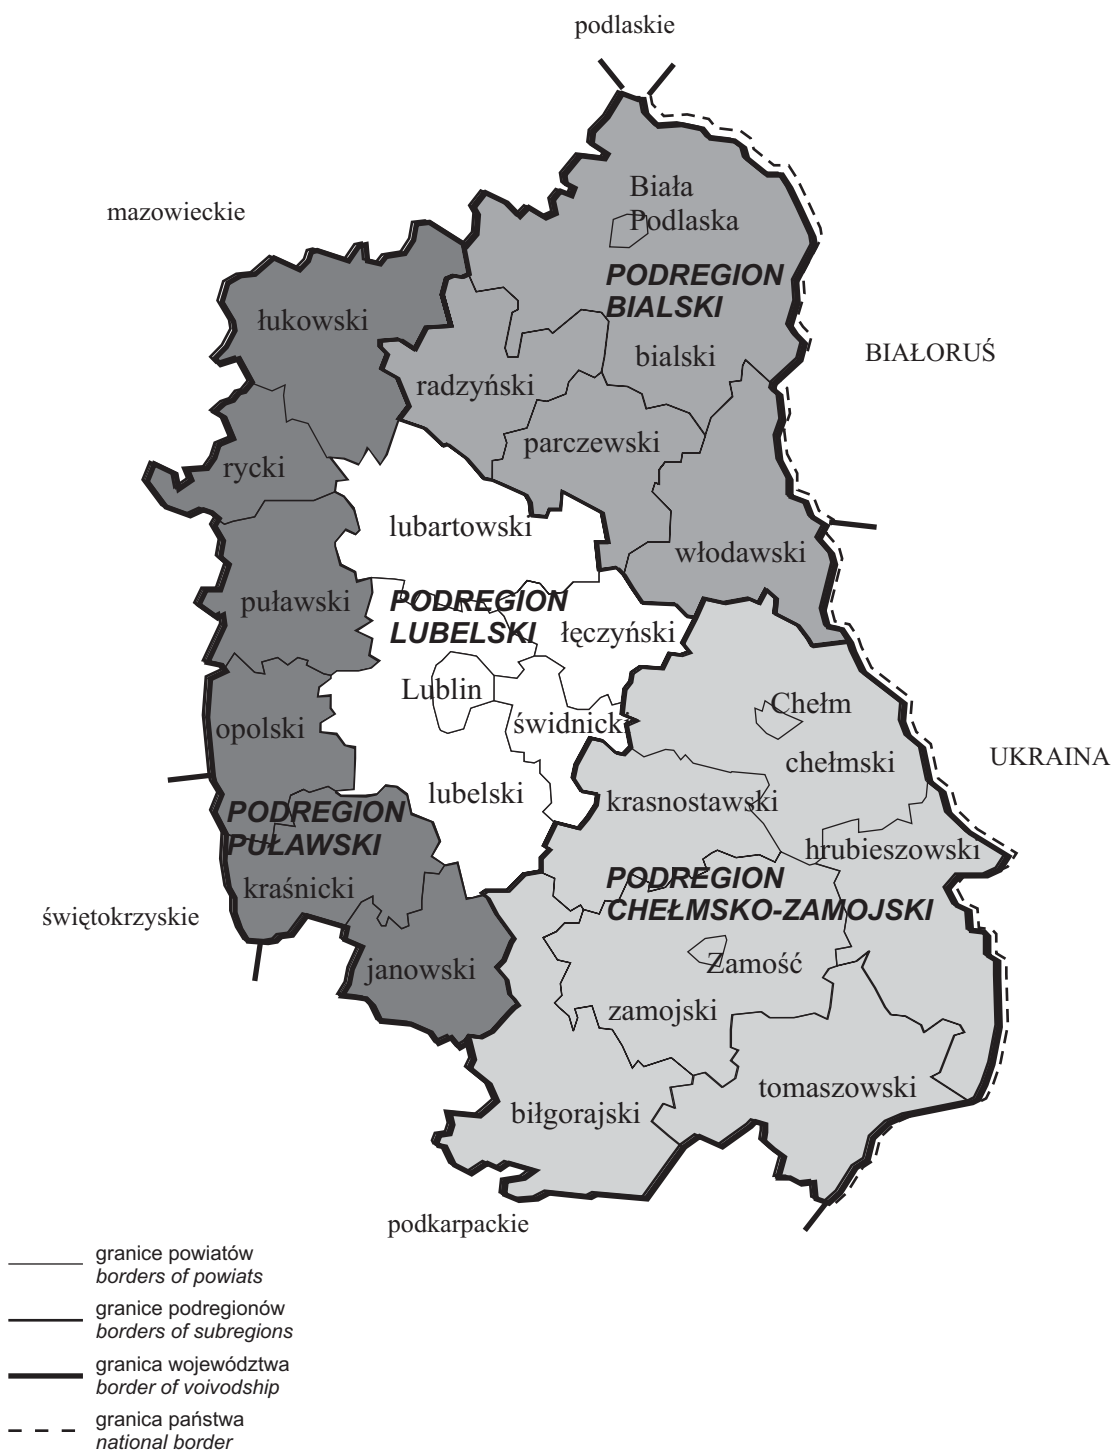 podlaskie
mazowieckie
Biała
Podlaska
PODREGION
BIALSKI
łukowski
bialski
BIAŁORUŚ
radzyński
parczewski
rycki
lubartowski
włodawski
puławski
PODREGION
LUBELSKI
łęczyński
Lublin
opolski
świdnicki
Chełm
chełmski
UKRAINA
lubelski
krasnostawski
PODREGION
PUŁAWSKI
hrubieszowski
kraśnicki
PODREGION
CHEŁMSKO-ZAMOJSKI
świętokrzyskie
janowski
Zamość
zamojski
tomaszowski
biłgorajski
podkarpackie
granice powiatów
borders of powiats
granice podregionów
borders of subregions
granica województwa
border of voivodship
granica państwa
national border